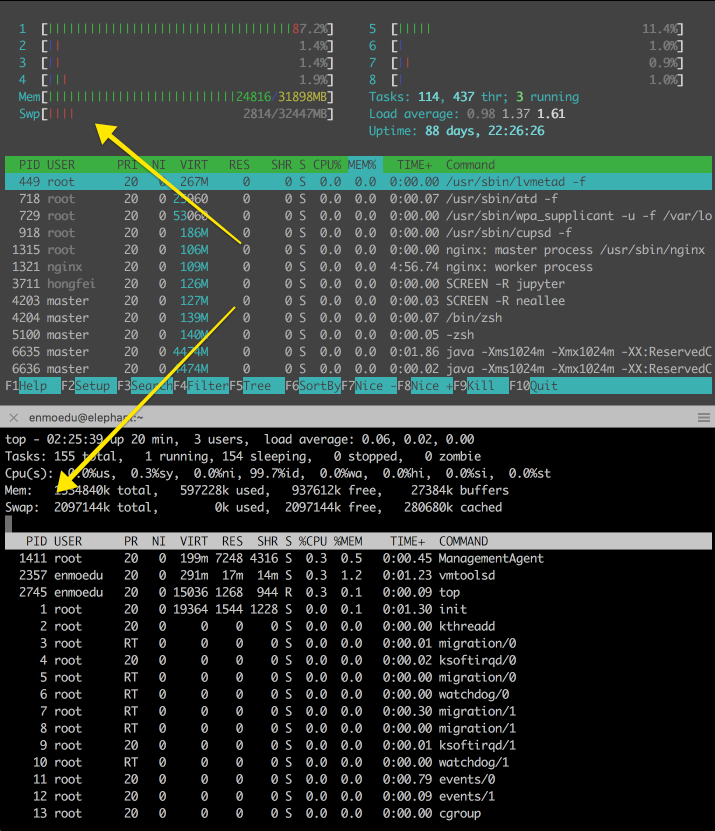 1 [||||||||||||||||||||||||||||||||||||87.2%] 5 [||||| 11.4%]
2 [|| 1.4%] 6 [| 1.0%]
3 [|| 1.4%] 7 [|| 0.9%]
4 [||| 1.9%] 8 [| 1.0%]
Mem[|||||||||||||||||||||||||||24816/31898MB] Tasks: 114, 437 thr; 3 running
Swp[|||| 2814/32447MB] Load average: 0.98 1.37 1.61
Uptime: 88 days, 22:26:26
PID USER PRI NI VIRT RES SHR S CPU% MEM% TIME+ Command
449 root 20 0 267M 0 0 S 0.0 0.0 0:00.00 /usr/sbin/lvmetad -f
718 root 20 0 25960 0 0 S 0.0 0.0 0:00.07 /usr/sbin/atd -f
729 root 20 0 53060 0 0 S 0.0 0.0 0:00.00 /usr/sbin/wpa_supplicant -u -f /var/lo
918 root 20 0 186M 0 0 S 0.0 0.0 0:00.00 /usr/sbin/cupsd -f
1315 root 20 0 106M 0 0 S 0.0 0.0 0:00.00 nginx: master process /usr/sbin/nginx
1321 nginx 20 0 109M 0 0 S 0.0 0.0 4:56.74 nginx: worker process
3711 hongfei 20 0 126M 0 0 S 0.0 0.0 0:00.00 SCREEN -R jupyter
4203 master 20 0 127M 0 0 S 0.0 0.0 0:00.03 SCREEN -R neallee
4204 master 20 0 139M 0 0 S 0.0 0.0 0:00.07 /bin/zsh
5100 master 20 0 140M 0 0 S 0.0 0.0 0:00.05 -zsh
6635 master 20 0 4474M 0 0 S 0.0 0.0 0:01.86 java -Xms1024m -Xmx1024m -XX:ReservedC
6636 master 20 0 4474M 0 0 S 0.0 0.0 0:00.02 java -Xms1024m -Xmx1024m -XX:ReservedC
F1Help F2Setup F3SearchF4FilterF5Tree F6SortByF7Nice -F8Nice +F9Kill F10Quit
× enmoedu@elephant:~
top - 02:25:39 up 20 min, 3 users, load average: 0.06, 0.02, 0.00
Tasks: 155 total, 1 running, 154 sleeping, 0 stopped, 0 zombie
Cpu(s): 0.0%us, 0.3%sy, 0.0%ni, 99.7%id, 0.0%wa, 0.0%hi, 0.0%si, 0.0%st
Mem: 1534840k total, 597228k used, 937612k free, 27384k buffers
Swap: 2097144k total, 0k used, 2097144k free, 280680k cached
PID USER PR NI VIRT RES SHR S %CPU %MEM TIME+ COMMAND
1411 root 20 0 199m 7248 4316 S 0.3 0.5 0:00.45 ManagementAgent
2357 enmoedu 20 0 291m 17m 14m S 0.3 1.2 0:01.23 vmtoolsd
2745 enmoedu 20 0 15036 1268 944 R 0.3 0.1 0:00.09 top
1 root 20 0 19364 1544 1228 S 0.0 0.1 0:01.30 init
2 root 20 0 0 0 0 S 0.0 0.0 0:00.00 kthreadd
3 root RT 0 0 0 0 S 0.0 0.0 0:00.01 migration/0
4 root 20 0 0 0 0 S 0.0 0.0 0:00.02 ksoftirqd/0
5 root RT 0 0 0 0 S 0.0 0.0 0:00.00 migration/0
6 root RT 0 0 0 0 S 0.0 0.0 0:00.00 watchdog/0
7 root RT 0 0 0 0 S 0.0 0.0 0:00.30 migration/1
8 root RT 0 0 0 0 S 0.0 0.0 0:00.00 migration/1
9 root 20 0 0 0 0 S 0.0 0.0 0:00.01 ksoftirqd/1
10 root RT 0 0 0 0 S 0.0 0.0 0:00.00 watchdog/1
11 root 20 0 0 0 0 S 0.0 0.0 0:00.79 events/0
12 root 20 0 0 0 0 S 0.0 0.0 0:00.09 events/1
13 root 20 0 0 0 0 S 0.0 0.0 0:00.00 cgroup